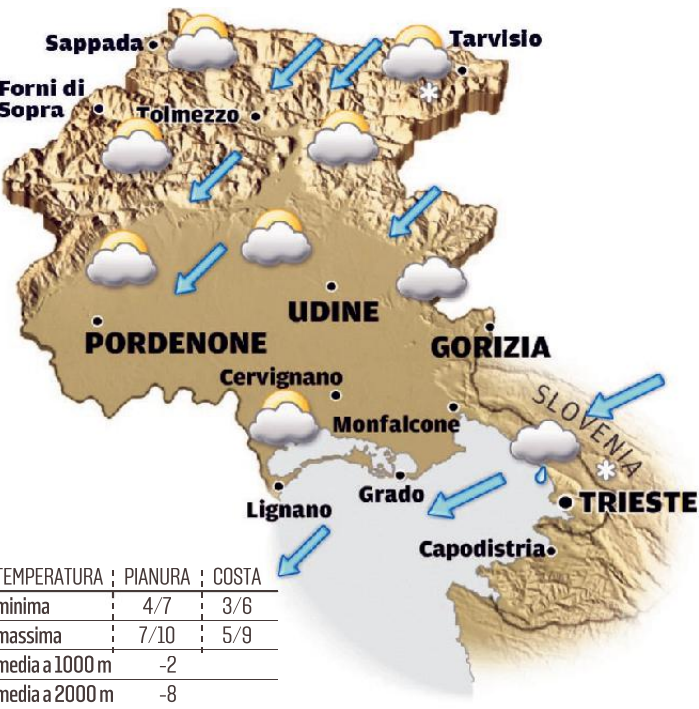 Sappada
Tarvisio
Forni di
Sopra
Tolmezzo
UDINE
PORDENONE
GORIZIA
Cervignano
SLOVENIA
Monfalcone
Grado
Lignano
TRIESTE
Capodistria
TEMPERATURA PIANURA COSTA
minima 4/7 3/6
massima 7/10 5/9
media a 1000 m -2
media a 2000 m -8